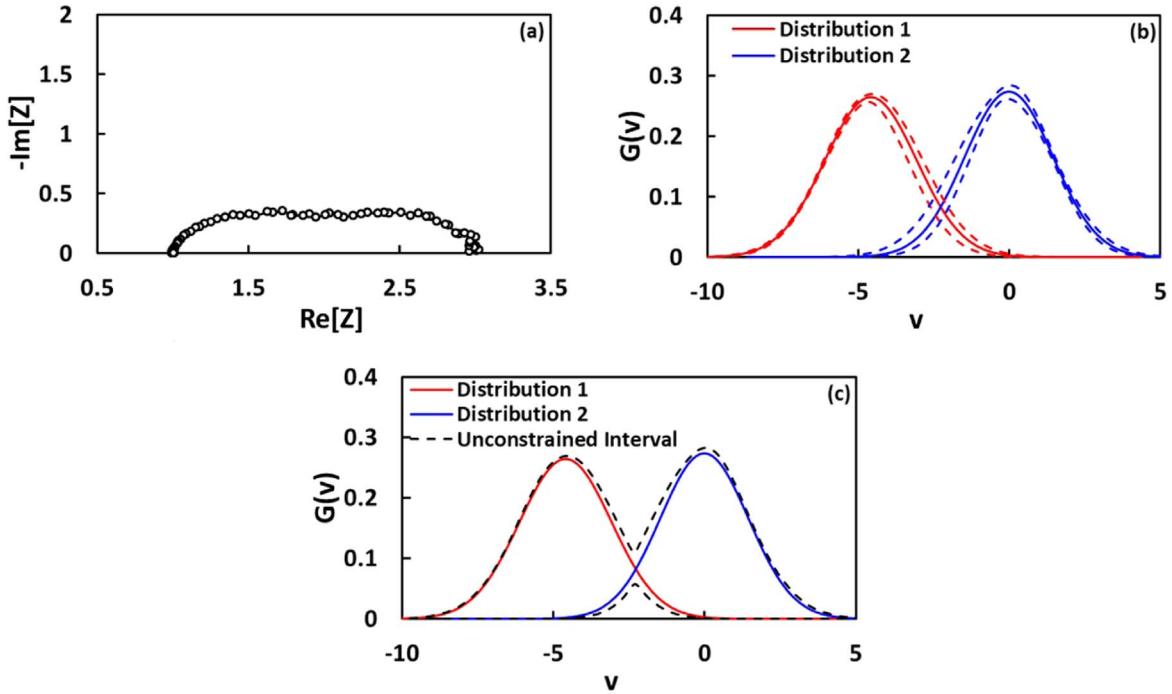 (a)
2
1.5
1
0.5
0
-Im[Z]
0.5 1.5 2.5 3.5
Re[Z]
(b)
Distribution 1
Distribution 2
0.4
0.3
0.2
0.1
0
G(v)
-10 -5 0 5
v
(c)
Distribution 1
Distribution 2
Unconstrained Interval
0.4
0.3
0.2
0.1
0
G(v)
-10 -5 0 5
v